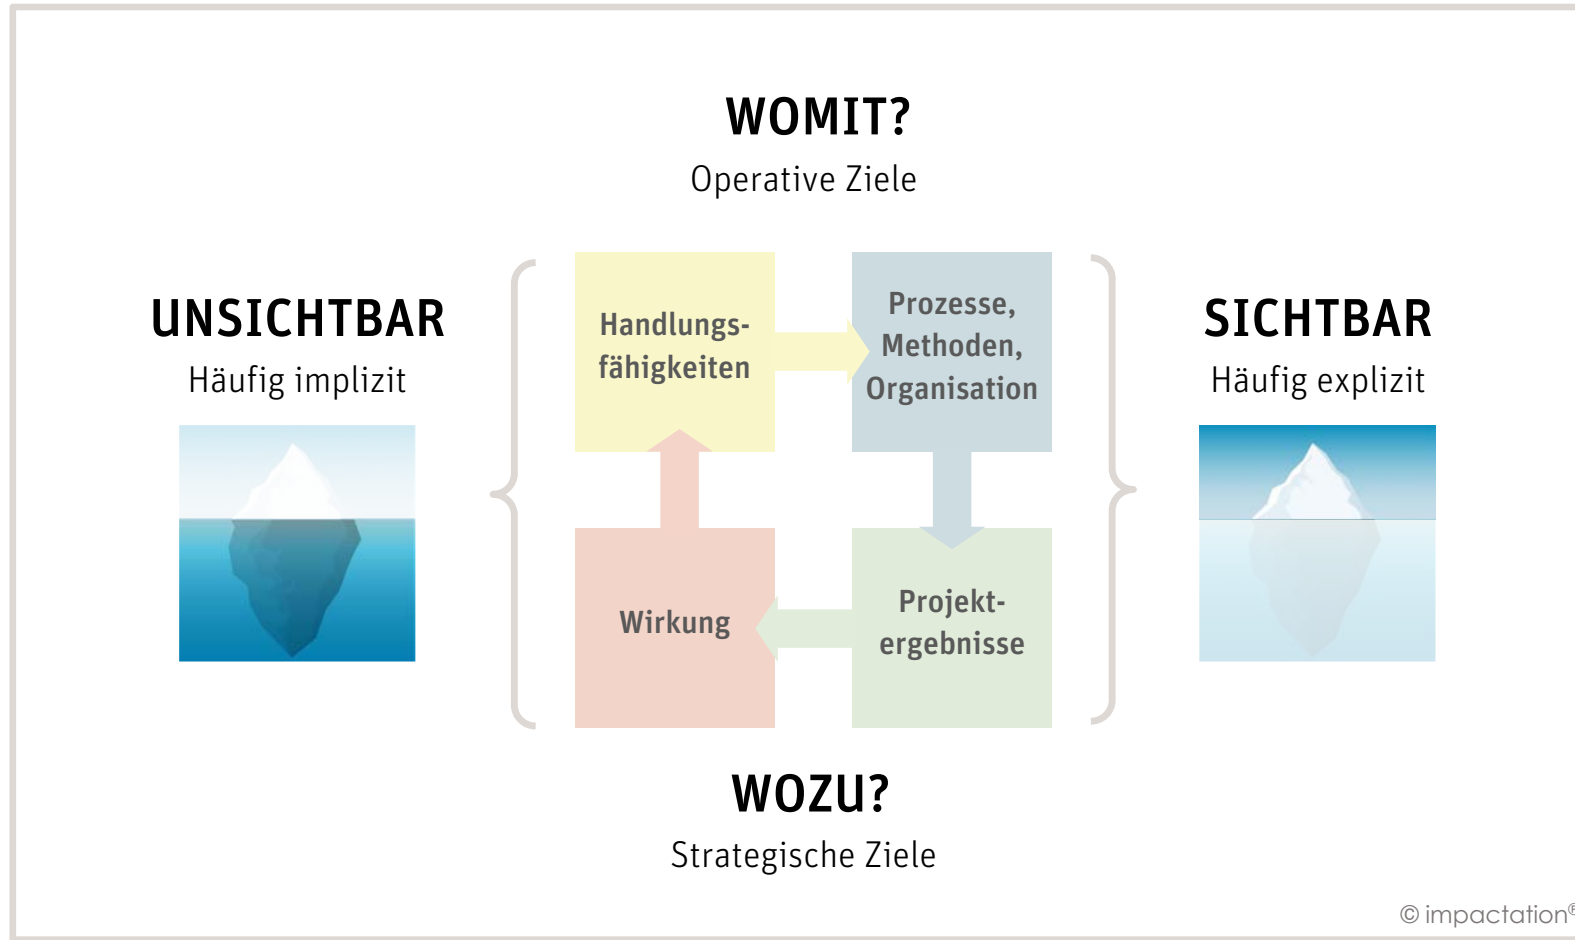 WOMIT?
Operative Ziele
UNSICHTBAR
Häufig implizit
Handlungs-
fähigkeiten
Prozesse,
Methoden,
Organisation
SICHTBAR
Häufig explizit
Wirkung
Projekt-
ergebnisse
WOZU?
Strategische Ziele
© impactation®